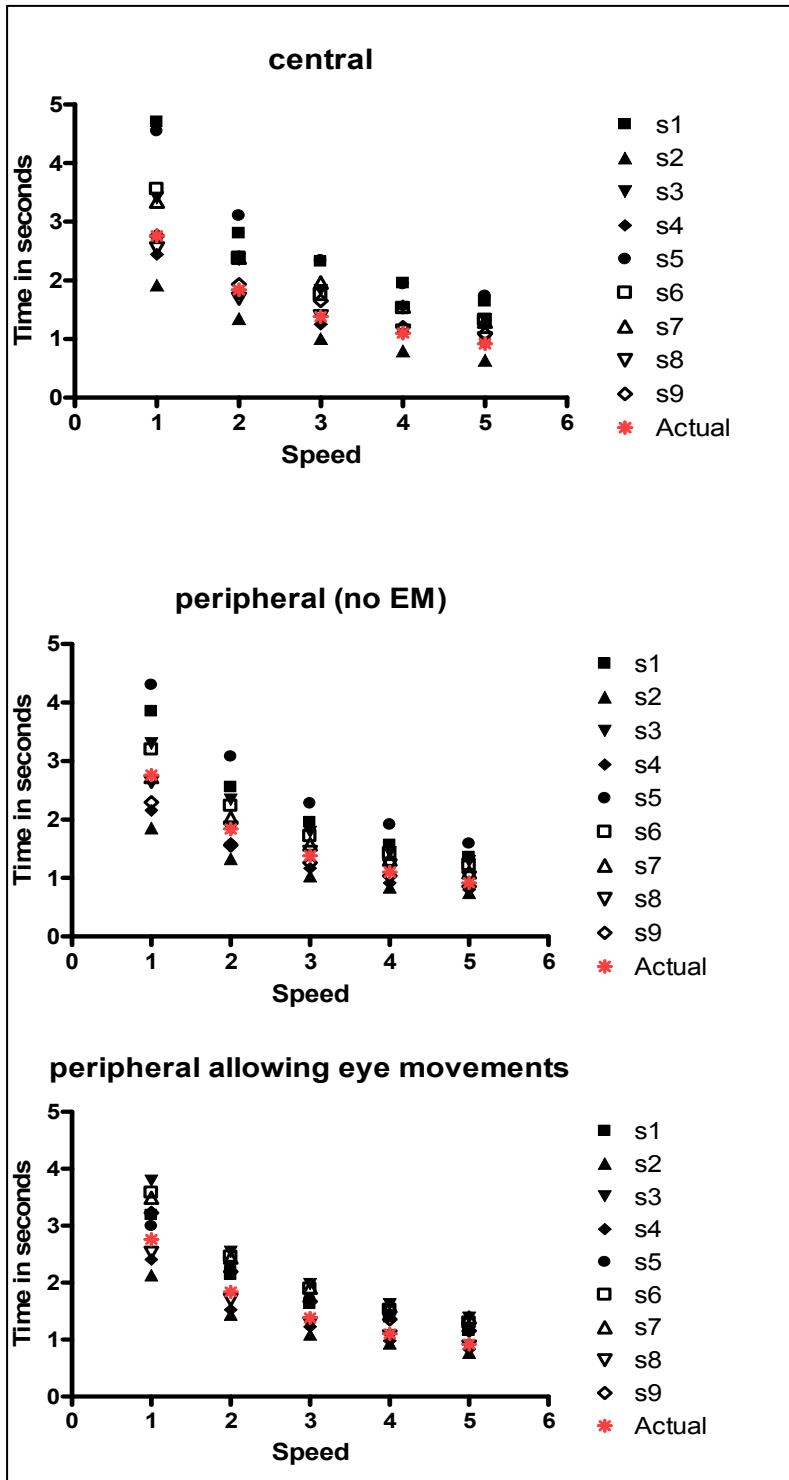 central
5
4
3
2
1
0
Time in seconds
0 1 2 3 4 5 6
Speed
s1
s2
s3
s4
s5
s6
s7
s8
s9
Actual
peripheral (no EM)
5
4
3
2
1
0
Time in seconds
0 1 2 3 4 5 6
Speed
s1
s2
s3
s4
s5
s6
s7
s8
s9
Actual
peripheral allowing eye movements
5
4
3
2
1
0
Time in seconds
0 1 2 3 4 5 6
Speed
s1
s2
s3
s4
s5
s6
s7
s8
s9
Actual